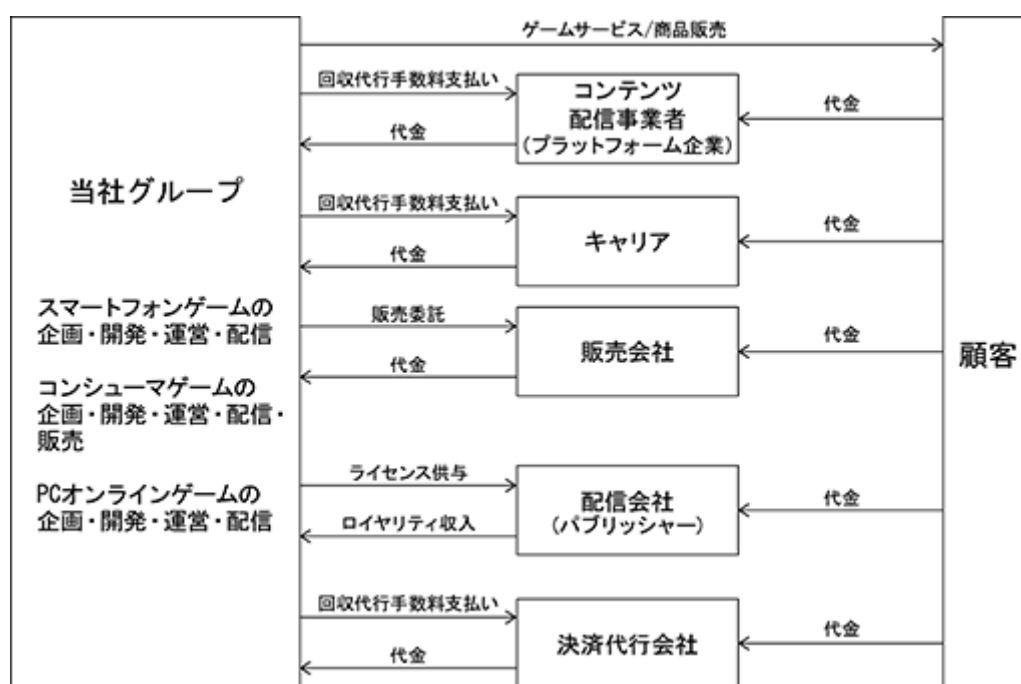 ゲームサービス/商品販売
回収代行手数料支払い
代金
コンテンツ
配信事業者
(プラットフォーム企業)
代金
当社グループ
回収代行手数料支払い
代金
キャリア
代金
スマートフォンゲームの
企画・開発・運営・配信
コンシューマゲームの
企画・開発・運営・配信・
販売
PCオンラインゲームの
企画・開発・運営・配信
販売委託
代金
販売会社
代金
顧客
ライセンス供与
ロイヤリティ収入
配信会社
(パブリッシャー)
代金
回収代行手数料支払い
代金
決済代行会社
代金